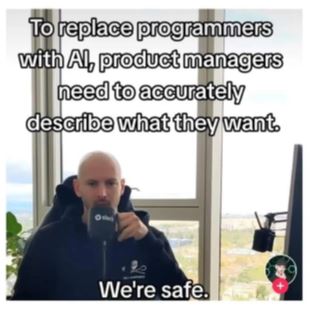 To replace programmers
with AI, product managers
need to accurately
describe what they want.
We're safe.